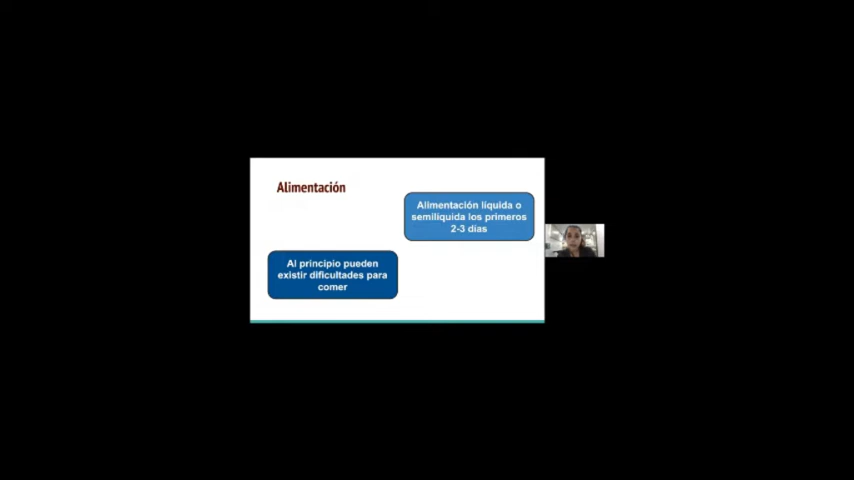 Alimentación
Alimentación líquida o
semilíquida los primeros
2-3 días
Al principio pueden
existir dificultades para
comer